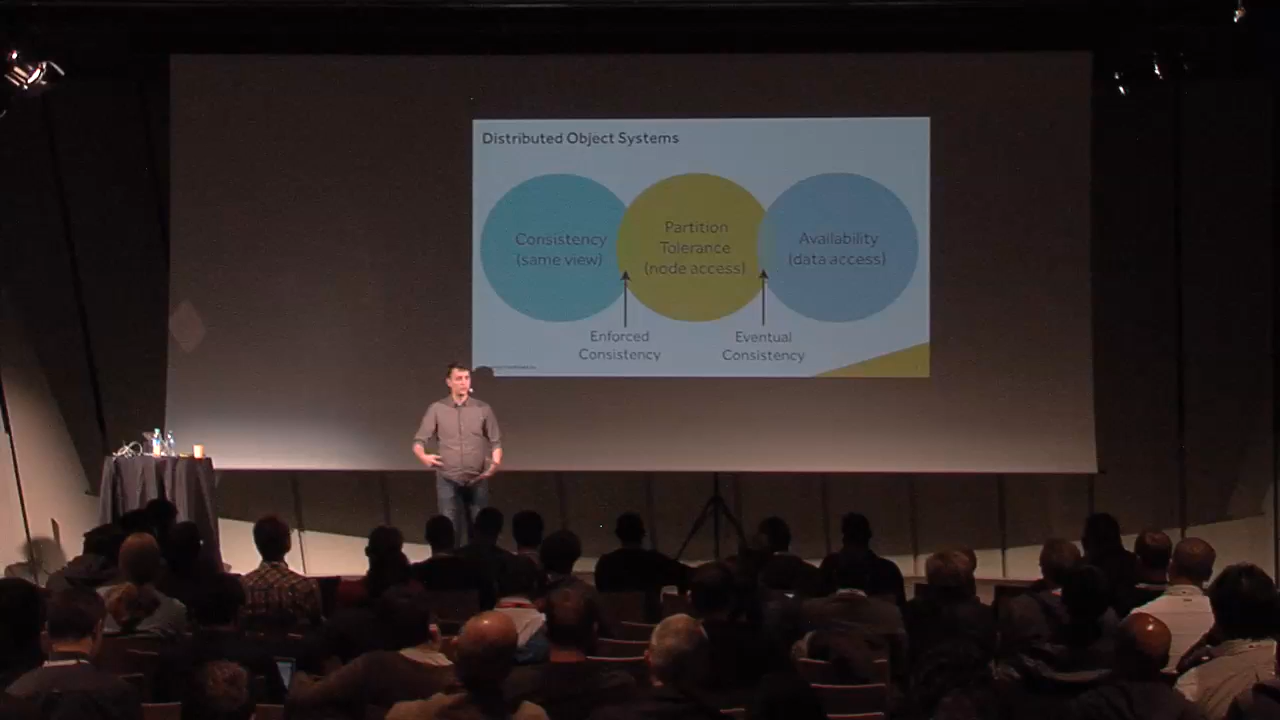 Distributed Object Systems
Consistency
(same view)
Partition
Tolerance
(node access)
Availability
(data access)
Enforced
Consistency
Eventual
Consistency